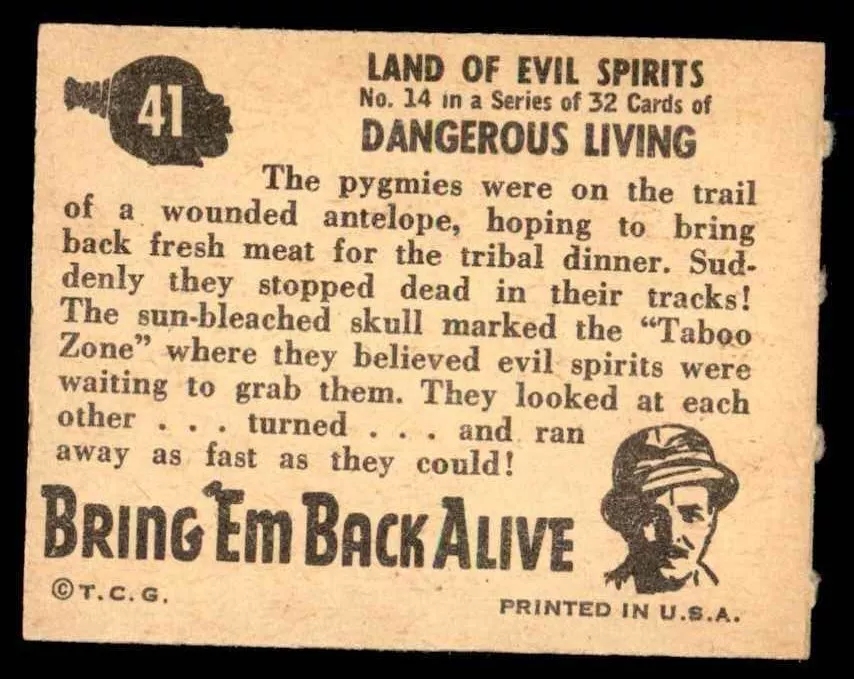 41
LAND OF EVIL SPIRITS
No. 14 in a Series of 32 Cards of
DANGEROUS LIVING
The pygmies were on the trail
of a wounded antelope, hoping to bring
back fresh meat for the tribal dinner. Sud-
denly they stopped dead in their tracks!
The sun-bleached skull marked the “Taboo
Zone” where they believed evil spirits were
waiting to grab them. They looked at each
other . . . turned . . . and ran
away as fast as they could!
BRING 'EM BACK ALIVE
©T.C.G.
PRINTED IN U.S.A.